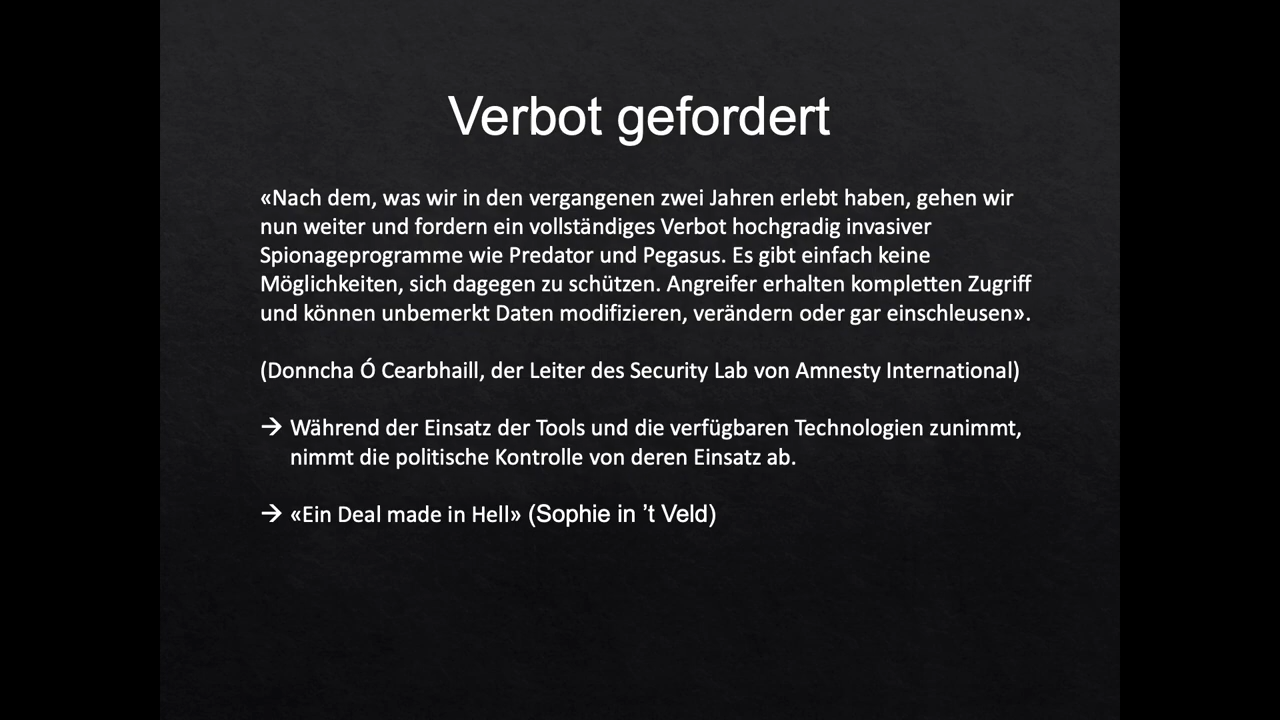 Verbot gefordert
«Nach dem, was wir in den vergangenen zwei Jahren erlebt haben, gehen wir
nun weiter und fordern ein vollständiges Verbot hochgradig invasiver
Spionageprogramme wie Predator und Pegasus. Es gibt einfach keine
Möglichkeiten, sich dagegen zu schützen. Angreifer erhalten kompletten Zugriff
und können unbemerkt Daten modifizieren, verändern oder gar einschleusen».
(Donncha Ó Cearbhaill, der Leiter des Security Lab von Amnesty International)
→ Während der Einsatz der Tools und die verfügbaren Technologien zunimmt,
nimmt die politische Kontrolle von deren Einsatz ab.
→ «Ein Deal made in Hell» (Sophie in ’t Veld)